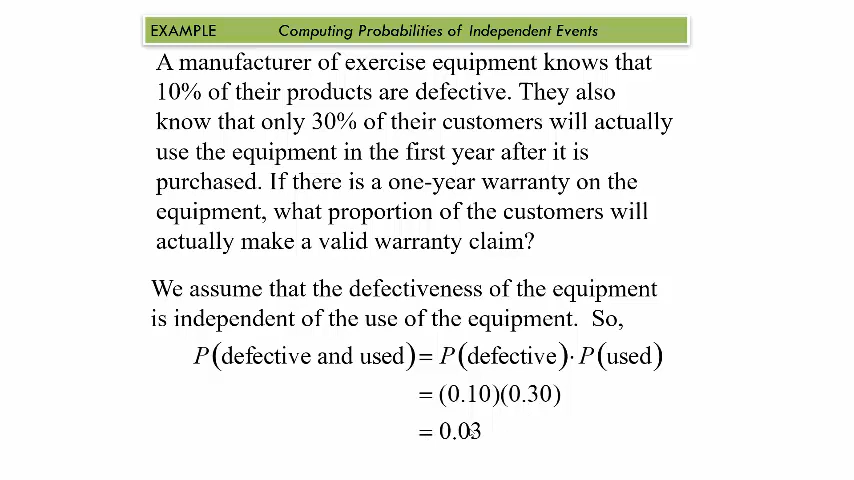 EXAMPLE Computing Probabilities of Independent Events
A manufacturer of exercise equipment knows that
10% of their products are defective. They also
know that only 30% of their customers will actually
use the equipment in the first year after it is
purchased. If there is a one-year warranty on the
equipment, what proportion of the customers will
actually make a valid warranty claim?
We assume that the defectiveness of the equipment
is independent of the use of the equipment. So,
P(defective and used) = P(defective)·P(used)
= (0.10)(0.30)
= 0.03